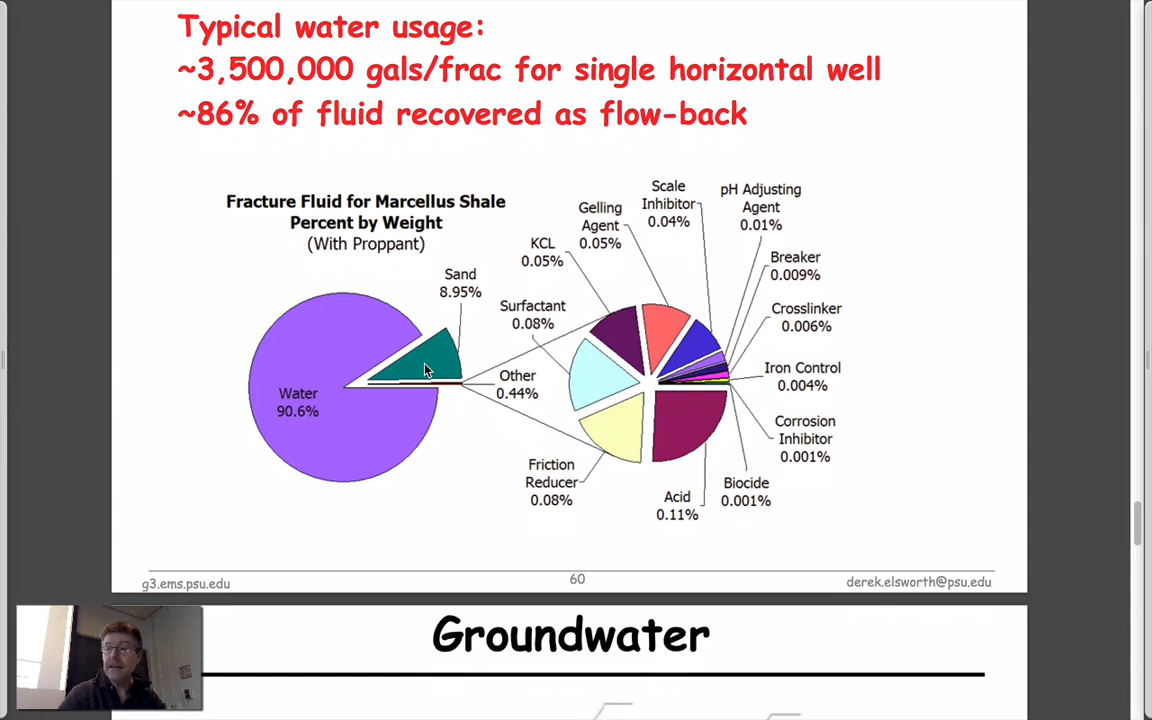 Typical water usage:
~3,500,000 gals/frac for single horizontal well
~86% of fluid recovered as flow-back
Fracture Fluid for Marcellus Shale
Percent by Weight
(With Proppant)
Water
90.6%
Sand
8.95%
Other
0.44%
Surfactant
0.08%
KCL
0.05%
Gelling
Agent
0.05%
Scale
Inhibitor
0.04%
pH Adjusting
Agent
0.01%
Breaker
0.009%
Crosslinker
0.006%
Iron Control
0.004%
Corrosion
Inhibitor
0.001%
Biocide
0.001%
Acid
0.11%
Friction
Reducer
0.08%
g3.ems.psu.edu
60
derek.elsworth@psu.edu
Groundwater